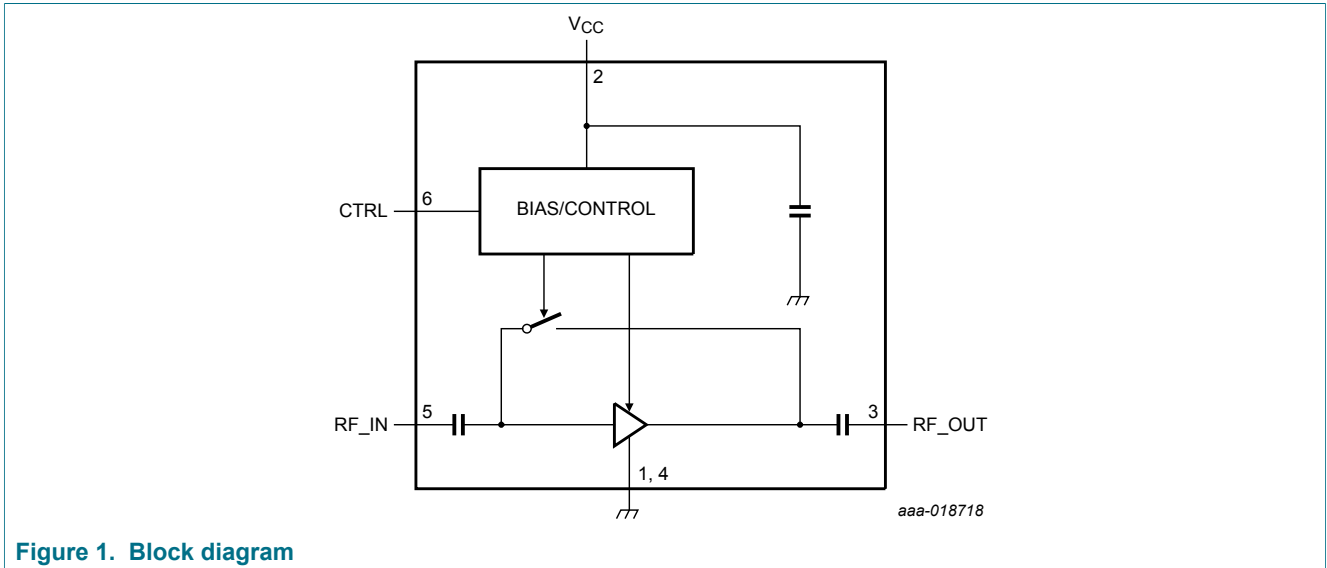 VCC
2
6
CTRL
BIAS/CONTROL
5
RF_IN
3
RF_OUT
1, 4
aaa-018718
Figure 1. Block diagram